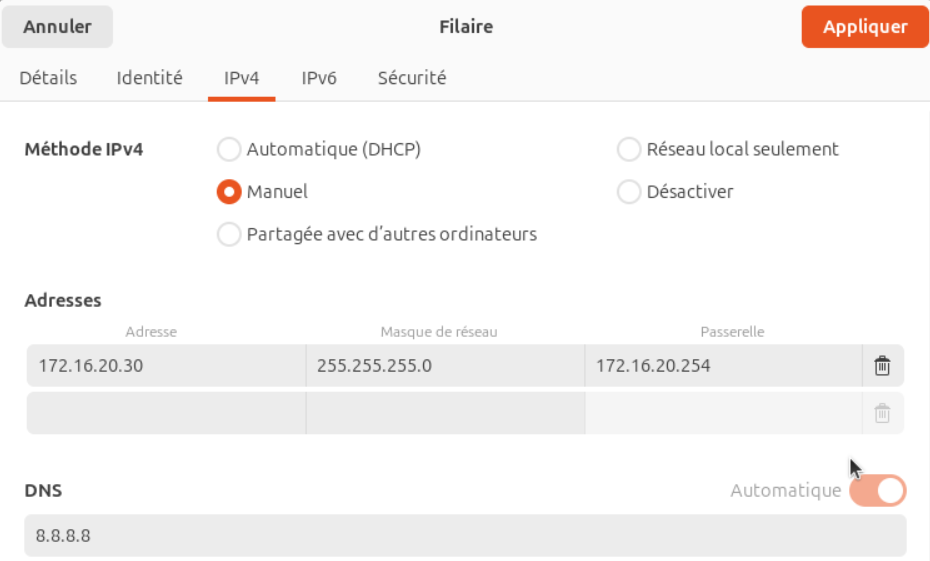 Annuler Filaire Appliquer
Détails Identité IPv4 IPv6 Sécurité
Méthode IPv4 Automatique (DHCP) Réseau local seulement
Manuel Désactiver
Partagée avec d’autres ordinateurs
Adresses
Adresse Masque de réseau Passerelle
172.16.20.30 255.255.255.0 172.16.20.254
DNS Automatique
8.8.8.8